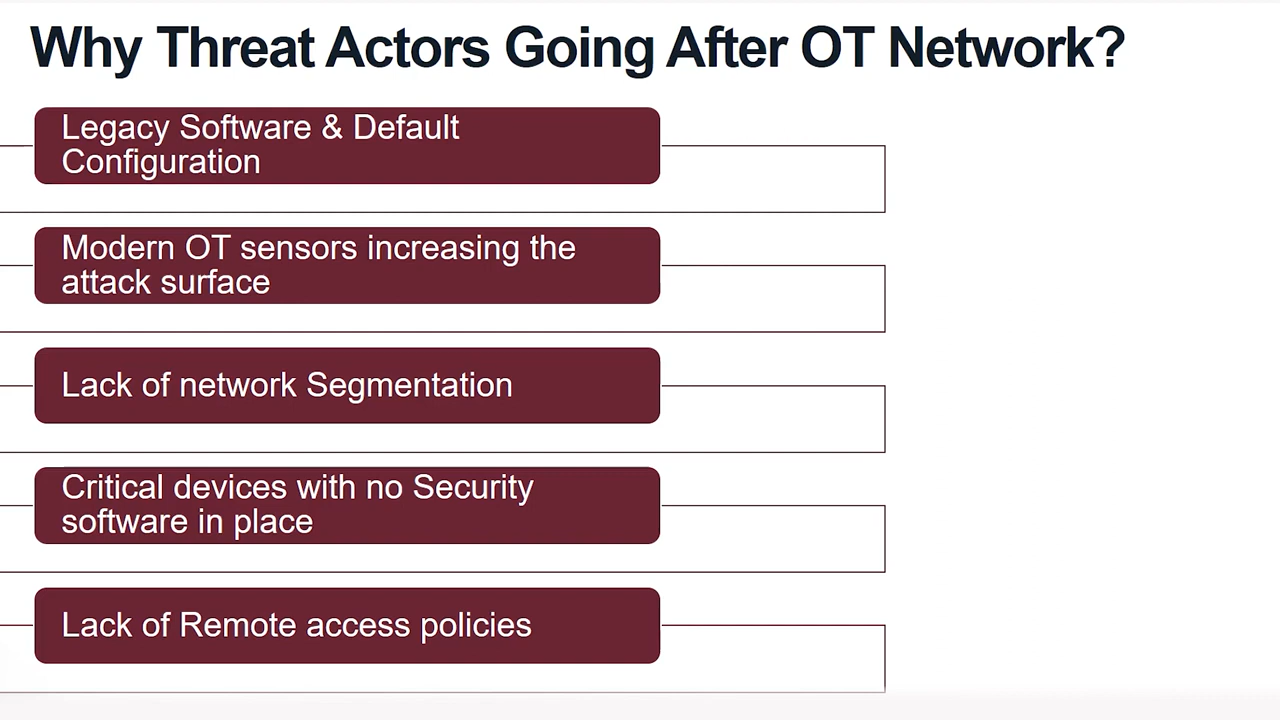 Why Threat Actors Going After OT Network?
Legacy Software & Default
Configuration
Modern OT sensors increasing the
attack surface
Lack of network Segmentation
Critical devices with no Security
software in place
Lack of Remote access policies